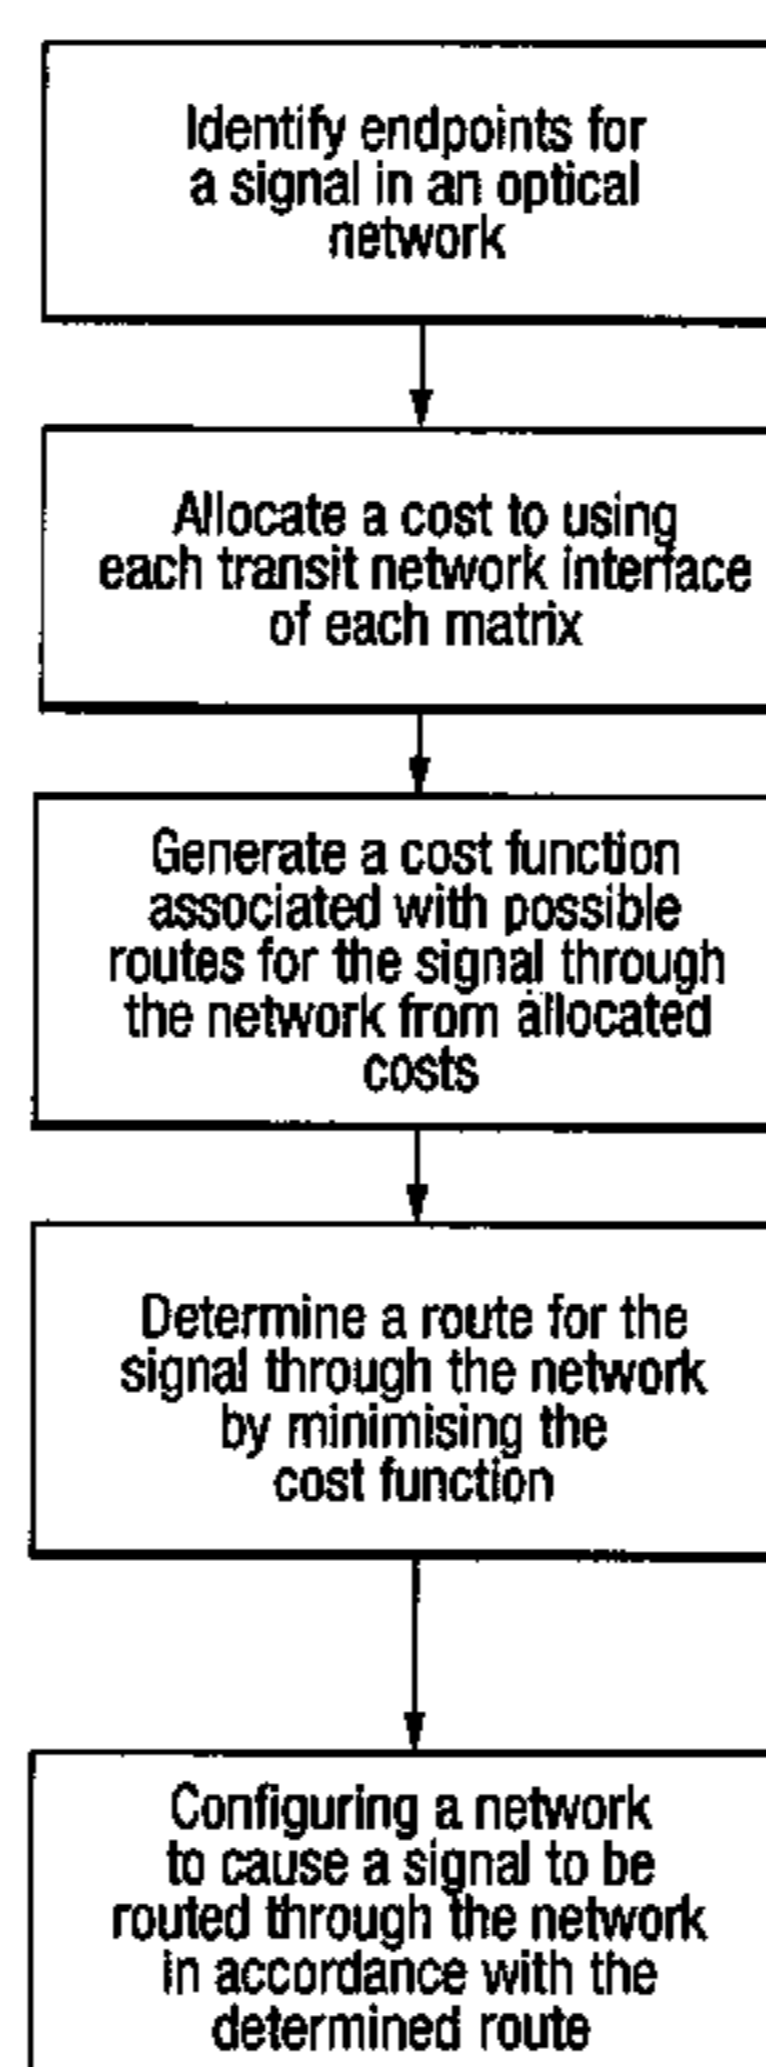 Identify endpoints for
a signal in an optical
network
Allocate a cost to using
each transit network interface
of each matrix
Generate a cost function
associated with possible
routes for the signal through
the network from allocated
costs
Determine a route for the
signal through the network
by minimising the
cost function
Configuring a network
to cause a signal to be
routed through the network
in accordance with the
determined route